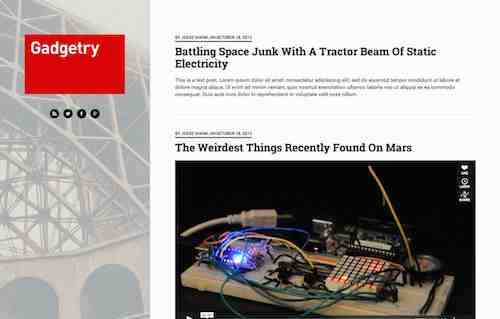 Gadgetry
BY JESSE SHAWL ON OCTOBER 18, 2013
Battling Space Junk With A Tractor Beam Of Static
Electricity
This is a text post. Lorem ipsum dolor sit amet, consectetur adipisicing elit, sed do eiusmod tempor incididunt ut labore et
dolore magna aliqua. Ut enim ad minim veniam, quis nostrud exercitation ullamco laboris nisi ut aliquip ex ea commodo
consequat. Duis aute irure dolor in reprehenderit in voluptate velit esse cillum.
BY JESSE SHAWL ON OCTOBER 18, 2013
The Weirdest Things Recently Found On Mars